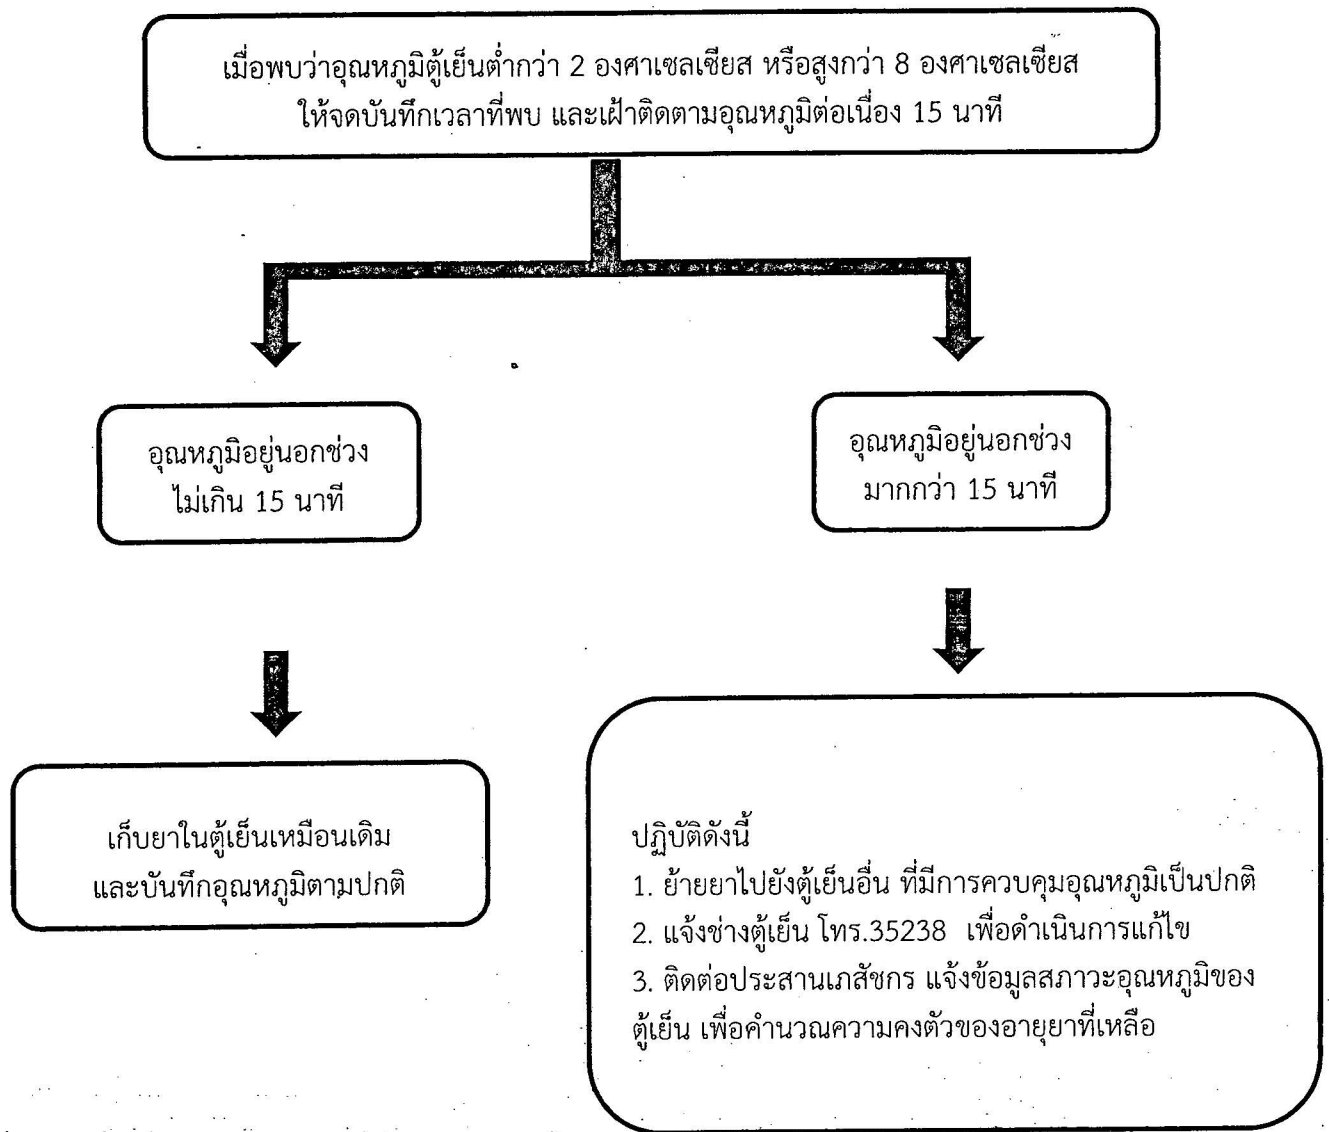 เมื่อพบว่าอุณหภูมิตู้เย็นต่ำกว่า 2 องศาเซลเซียส หรือสูงกว่า 8 องศาเซลเซียส
ให้จดบันทึกเวลาที่พบ และเฝ้าติดตามอุณหภูมิต่อเนื่อง 15 นาที
อุณหภูมิอยู่นอกช่วง
ไม่เกิน 15 นาที
เก็บยาในตู้เย็นเหมือนเดิม
และบันทึกอุณหภูมิตามปกติ
อุณหภูมิอยู่นอกช่วง
มากกว่า 15 นาที
ปฏิบัติดังนี้
1. ย้ายยาไปยังตู้เย็นอื่น ที่มีการควบคุมอุณหภูมิเป็นปกติ
2. แจ้งช่างตู้เย็น โทร.35238 เพื่อดำเนินการแก้ไข
3. ติดต่อประสานเภสัชกร แจ้งข้อมูลสภาวะอุณหภูมิของ
ตู้เย็น เพื่อคำนวณความคงตัวของอายุยาที่เหลือ